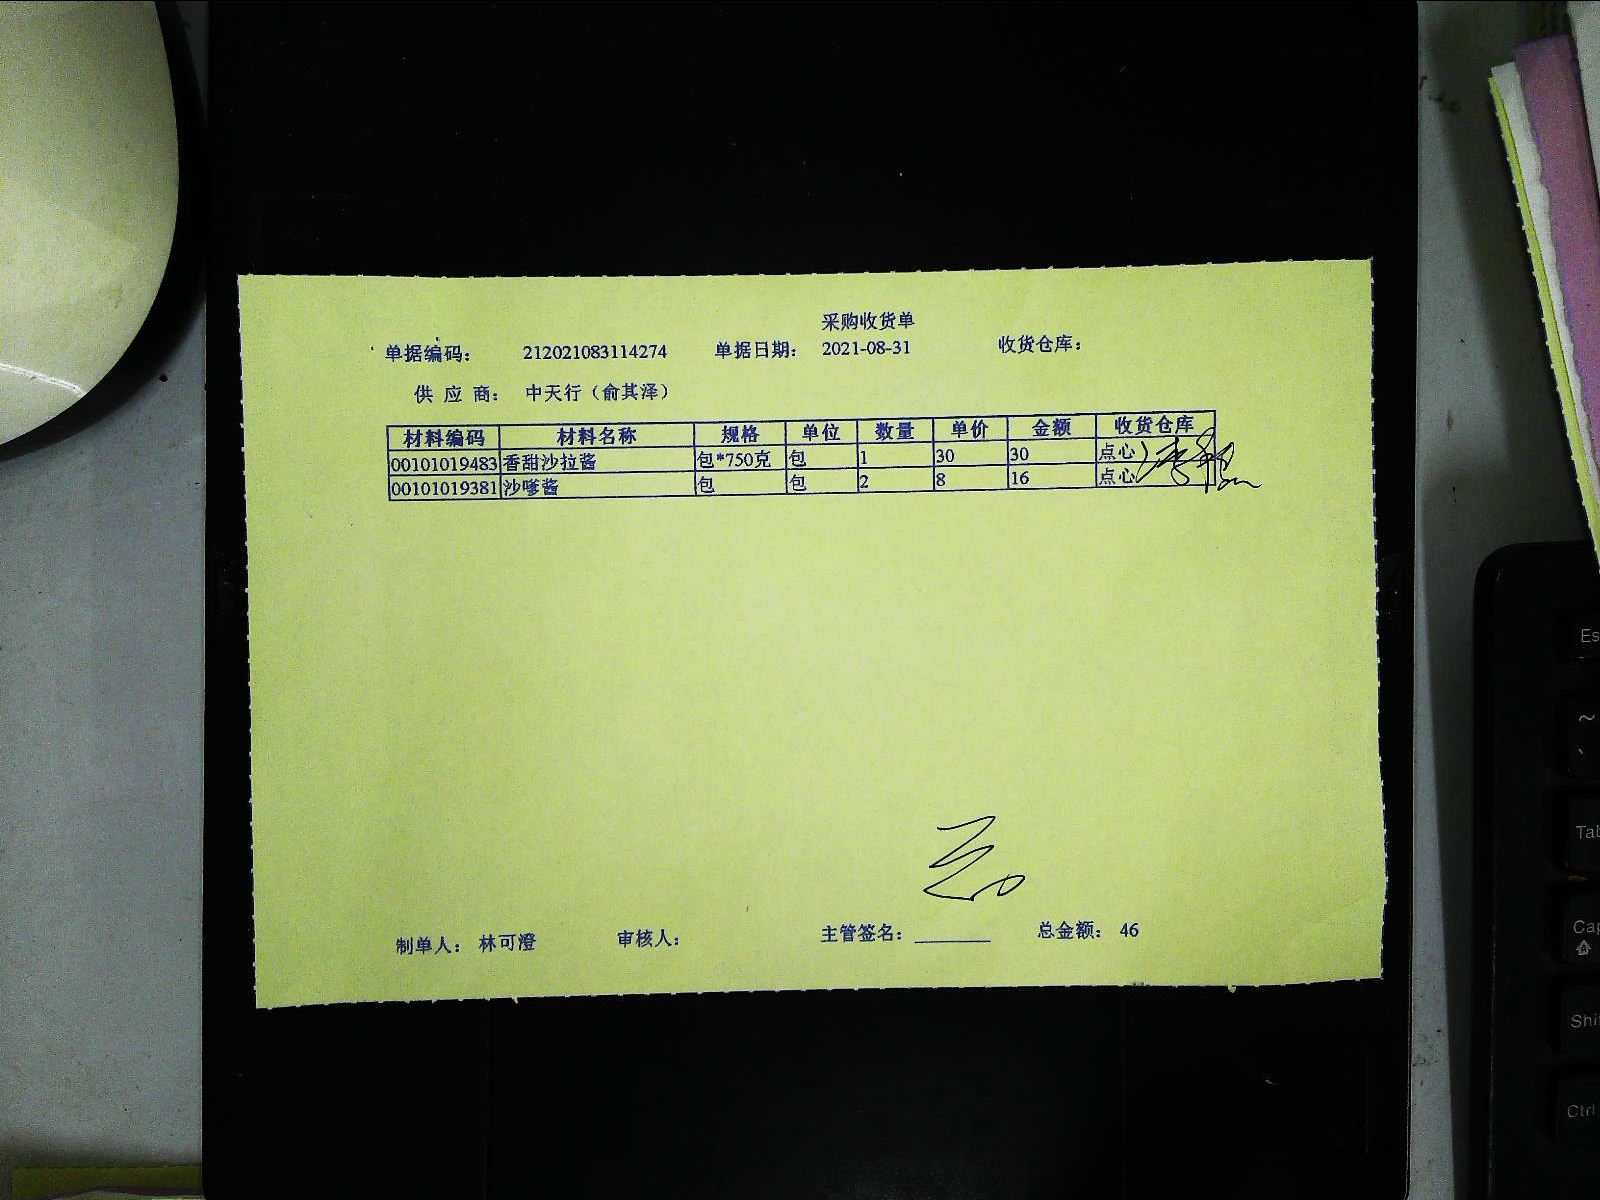 采购收货单
单据编码： 212021083114274 单据日期： 2021-08-31 收货仓库：
供 应 商： 中天行（俞其泽）
材料编码 材料名称 规格 单位 数量 单价 金额 收货仓库
00101019483 香甜沙拉酱 包*750克 包 1 30 30 点心
00101019381 沙嗲酱 包 包 2 8 16 点心
制单人： 林可澄 审核人： 主管签名： 总金额： 46
Es
~
`
Tab
Cap
Shi
Ctrl